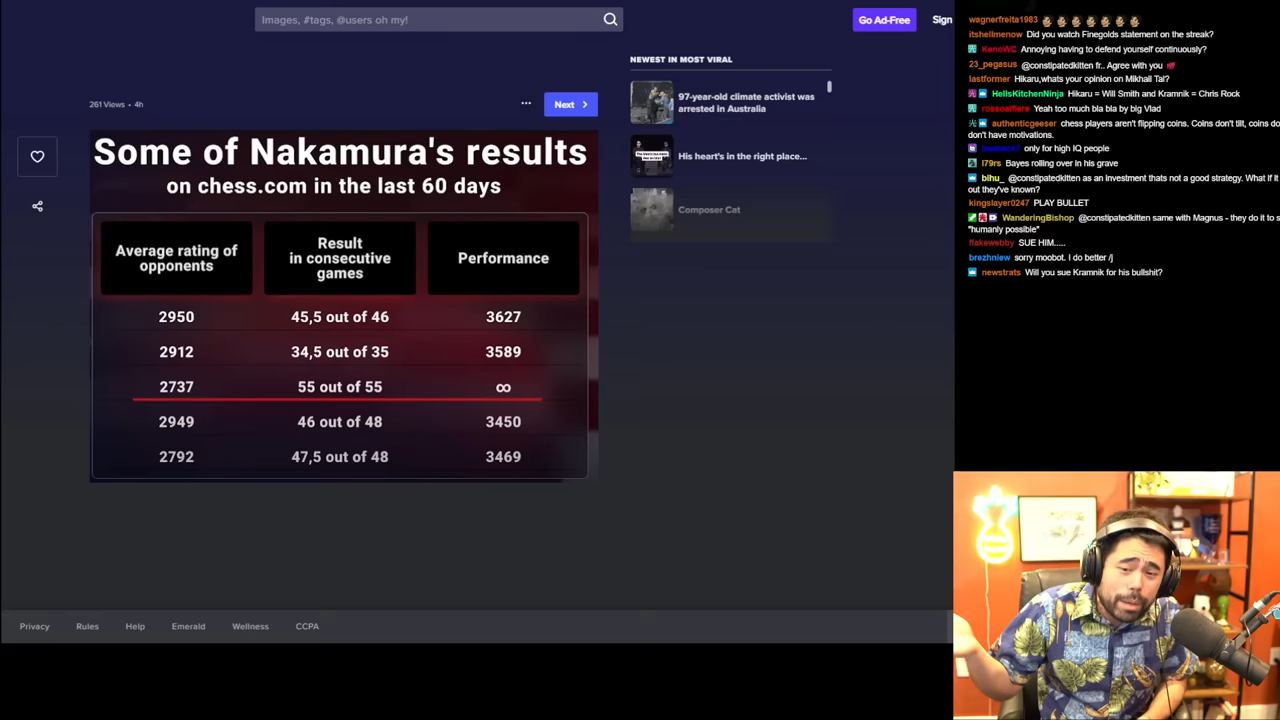 Images, #tags, @users oh my!
Go Ad-Free
Sign
NEWEST IN MOST VIRAL
261 Views • 4h
•••
Next
97-year-old climate activist was
arrested in Australia
His heart's in the right place...
Composer Cat
Some of Nakamura's results
on chess.com in the last 60 days
Average rating of
opponents
Result
in consecutive
games
Performance
2950 45,5 out of 46 3627
2912 34,5 out of 35 3589
2737 55 out of 55 ∞
2949 46 out of 48 3450
2792 47,5 out of 48 3469
Privacy Rules Help Emerald Wellness CCPA
wagnerfreita1983
itshellmenow Did you watch Finegolds statement on the streak?
KenoWC Annoying having to defend yourself continuously?
23_pegasus @constipatedkitten fr.. Agree with you
lastformer Hikaru,whats your opinion on Mikhail Tal?
HellsKitchenNinja Hikaru = Will Smith and Kramnik = Chris Rock
rossoalfiere Yeah too much bla bla by big Vlad
authenticgeeser chess players aren't flipping coins. Coins don't tilt, coins do
don't have motivations.
only for high IQ people
l79rs Bayes rolling over in his grave
bihu_ @constipatedkitten as an investment thats not a good strategy. What if it
out they've known?
kingslayer0247 PLAY BULLET
WanderingBishop @constipatedkitten same with Magnus - they do it to s
"humanly possible"
flakewebby SUE HIM.....
brezhniew sorry moobot. I do better /j
newstrats Will you sue Kramnik for his bullshit?